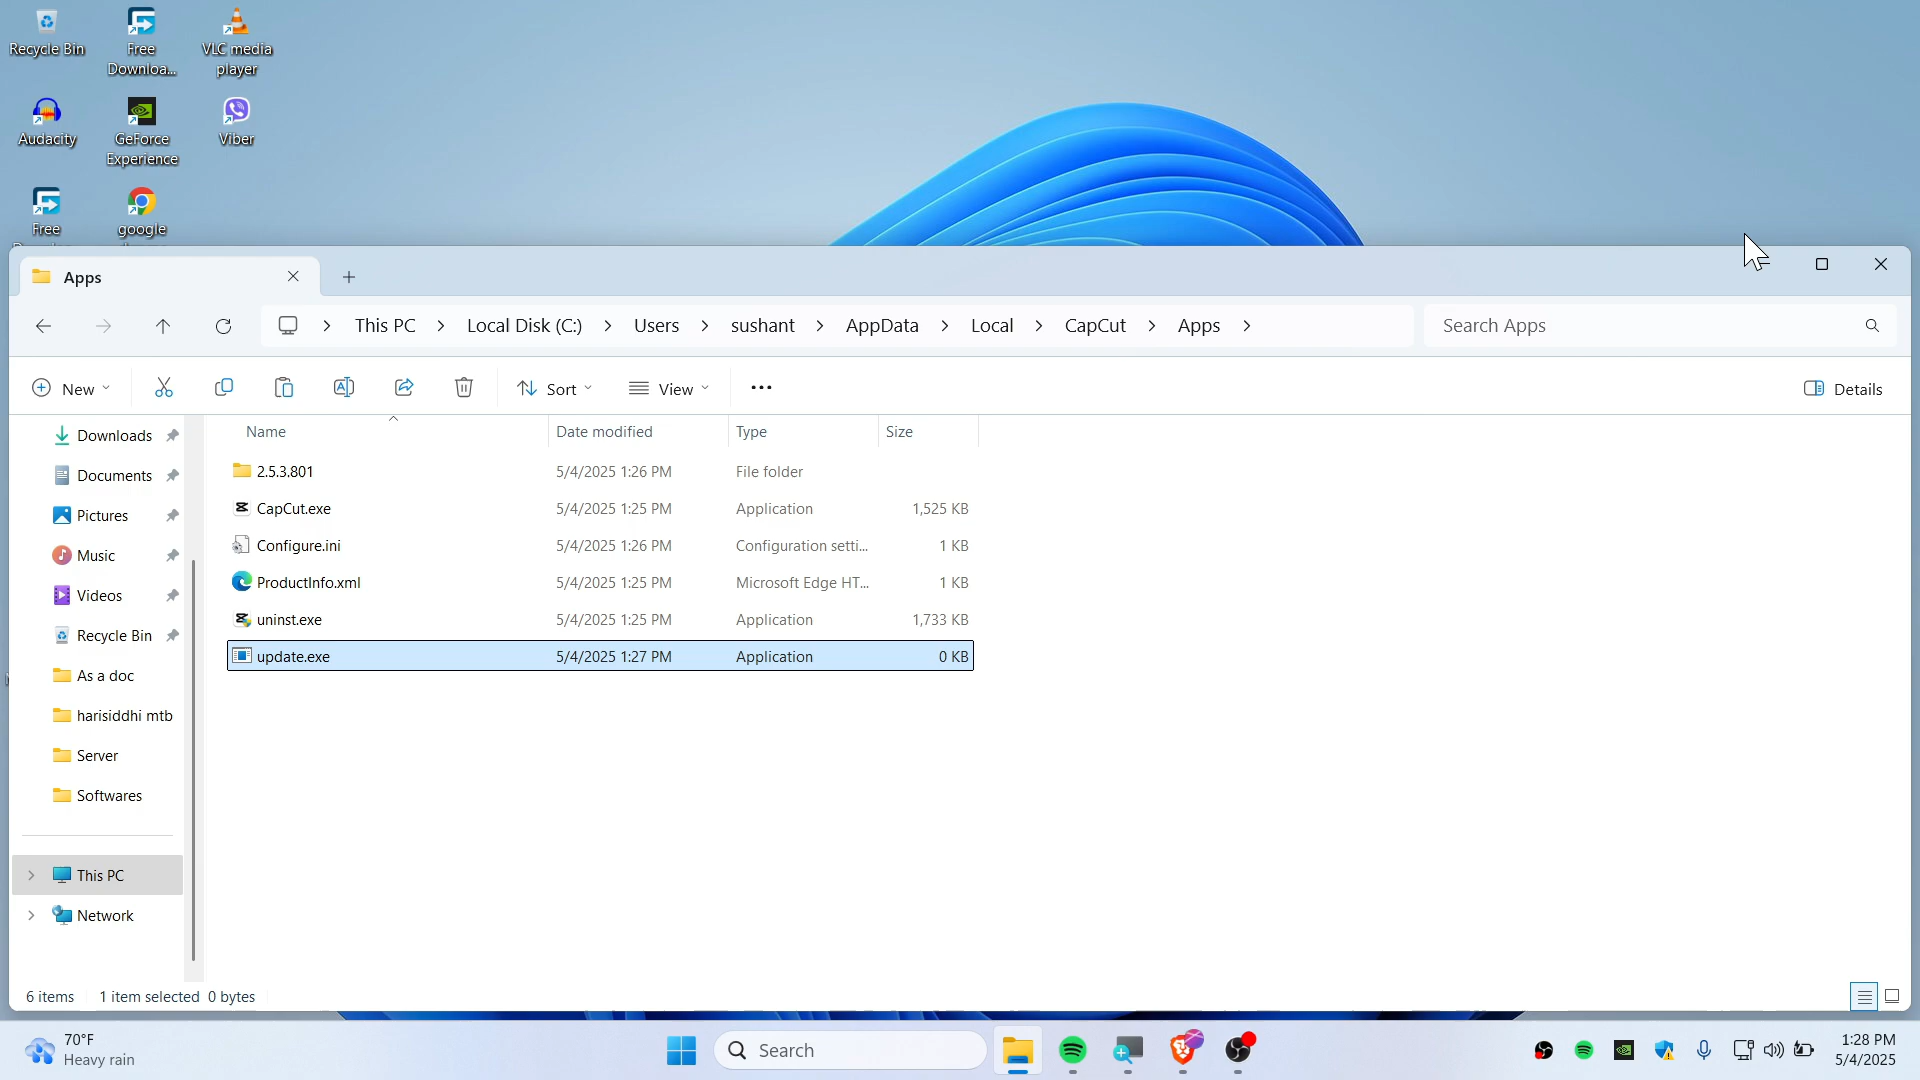 Recycle Bin
Free
Downloa...
VLC media
player
Audacity
GeForce
Experience
Viber
Free
google
Apps
This PC
Local Disk (C:)
Users
sushant
AppData
Local
CapCut
Apps
Search Apps
New
Sort
View
Details
Name
Date modified
Type
Size
2.5.3.801 5/4/2025 1:26 PM File folder
CapCut.exe 5/4/2025 1:25 PM Application 1,525 KB
Configure.ini 5/4/2025 1:26 PM Configuration setti... 1 KB
ProductInfo.xml 5/4/2025 1:25 PM Microsoft Edge HT... 1 KB
uninst.exe 5/4/2025 1:25 PM Application 1,733 KB
update.exe 5/4/2025 1:27 PM Application 0 KB
Downloads
Documents
Pictures
Music
Videos
Recycle Bin
As a doc
harisiddhi mtb
Server
Softwares
This PC
Network
6 items 1 item selected 0 bytes
70°F
Heavy rain
Search
1:28 PM
5/4/2025